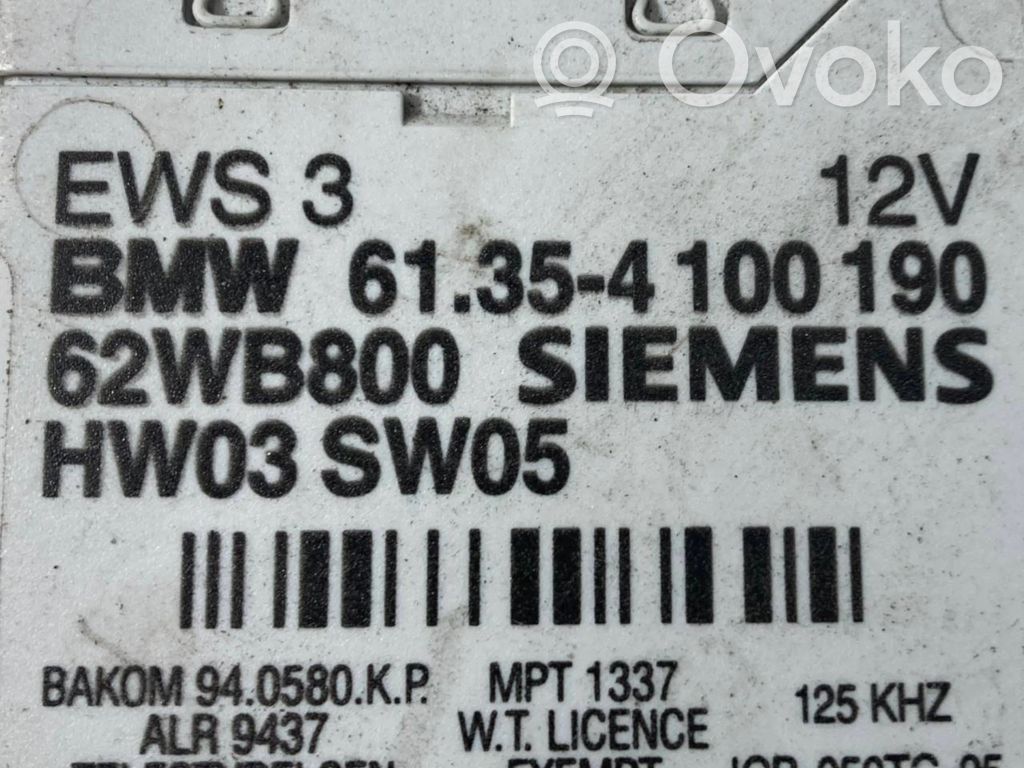 Ovoko
EWS 3 12V
BMW 61.35-4 100 190
62WB800 SIEMENS
HW03 SW05
BAKOM 94.0580.K.P. MPT 1337 125 KHZ
ALR 9437 W.T. LICENCE
EXEMPT